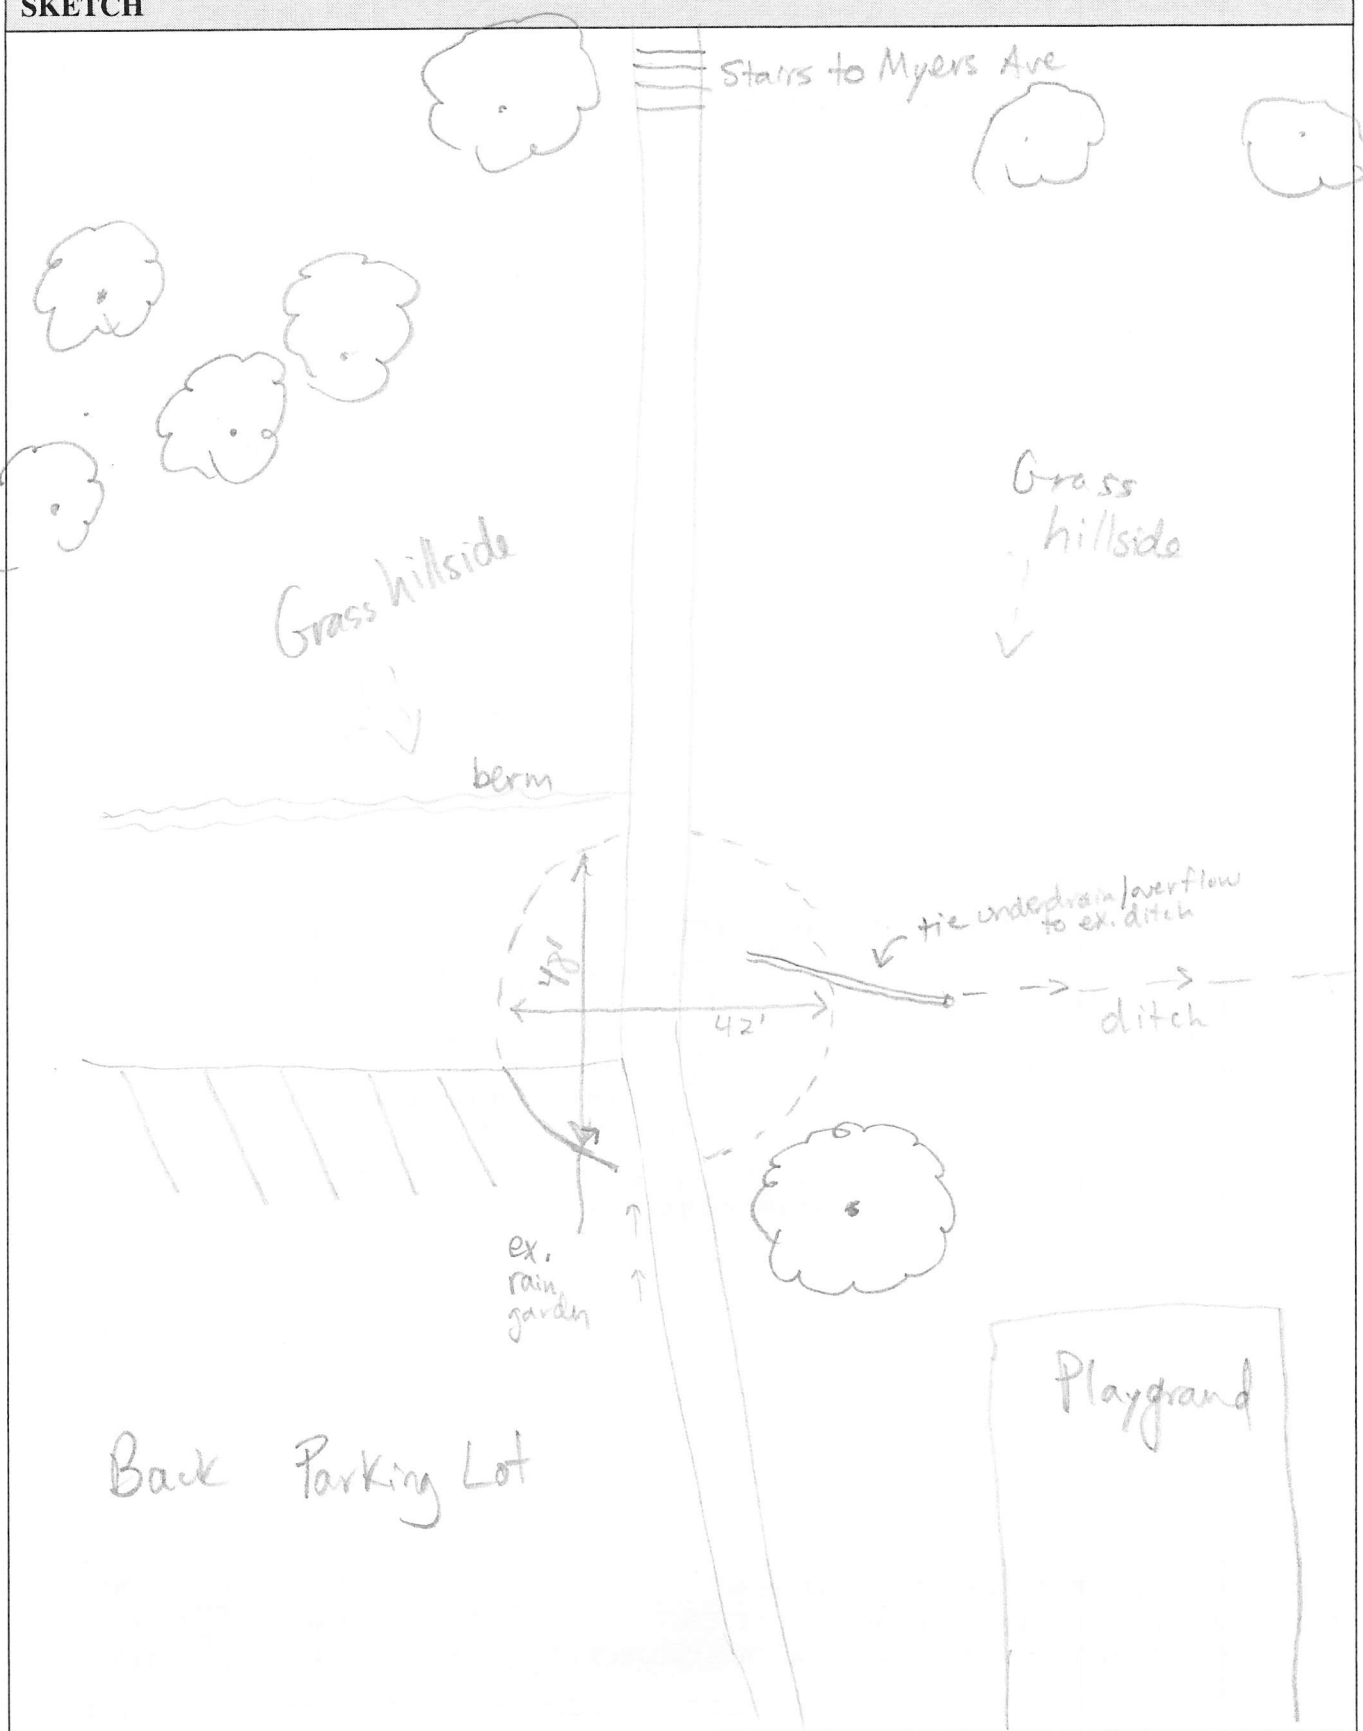 SKETCH
Stairs to Myers Ave
Grass
hillside
Grass hillside
berm
tie underdrain/overflow
to ex. ditch
48'
42'
ditch
ex.
rain
garden
Playground
Back Parking Lot